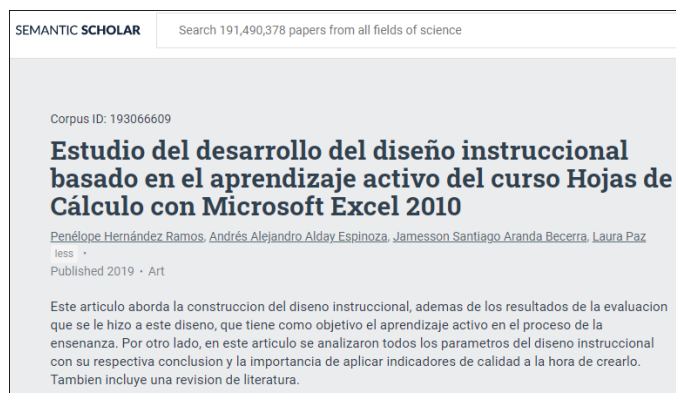 SEMANTIC SCHOLAR
Search 191,490,378 papers from all fields of science
Corpus ID: 193066609
Estudio del desarrollo del diseño instruccional
basado en el aprendizaje activo del curso Hojas de
Cálculo con Microsoft Excel 2010
Penélope Hernández Ramos, Andrés Alejandro Alday Espinoza, Jamesson Santiago Aranda Becerra, Laura Paz
less •
Published 2019 • Art
Este articulo aborda la construccion del diseno instruccional, ademas de los resultados de la evaluacion
que se le hizo a este diseno, que tiene como objetivo el aprendizaje activo en el proceso de la
ensenanza. Por otro lado, en este articulo se analizaron todos los parametros del diseno instruccional
con su respectiva conclusion y la importancia de aplicar indicadores de calidad a la hora de crearlo.
Tambien incluye una revision de literatura.